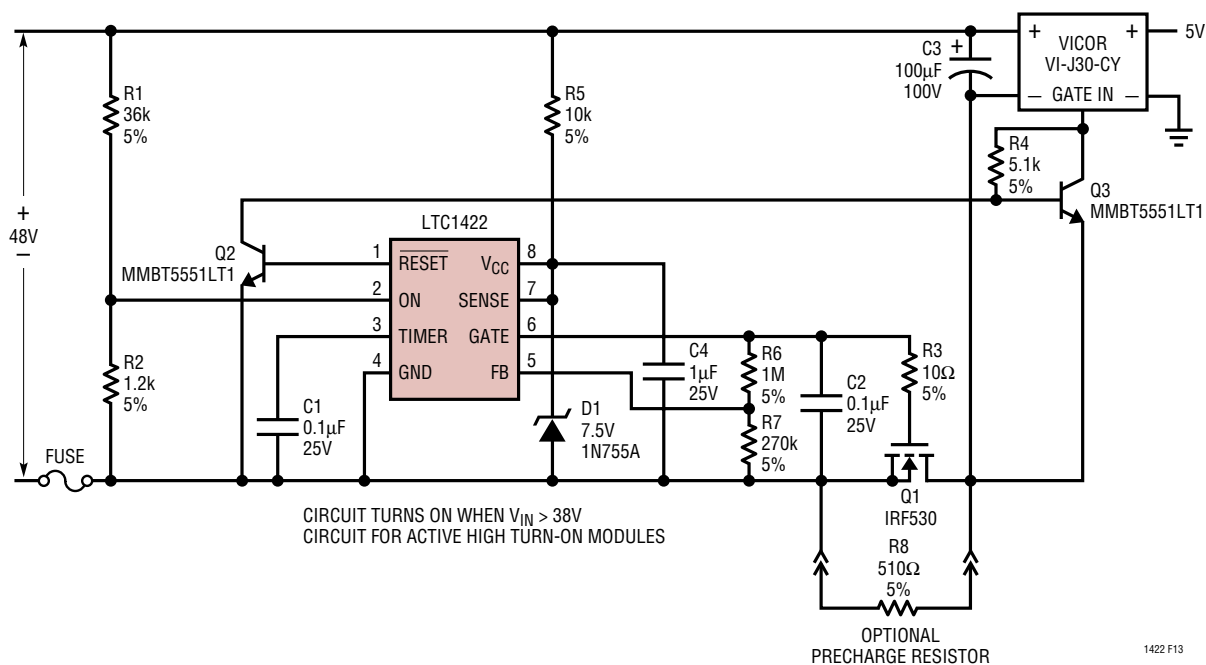 R1
36k
5%
R5
10k
5%
C3
+
100µF
100V
+
VICOR
VI-J30-CY
+
5V
–
GATE IN
–
R4
5.1k
5%
Q3
MMBT5551LT1
+
48V
–
Q2
MMBT5551LT1
LTC1422
1
RESET
VCC
8
2
ON
SENSE
7
3
TIMER
GATE
6
4
GND
FB
5
R2
1.2k
5%
C1
0.1µF
25V
D1
7.5V
1N755A
C4
1µF
25V
R6
1M
5%
R7
270k
5%
C2
0.1µF
25V
R3
10Ω
5%
FUSE
Q1
IRF530
CIRCUIT TURNS ON WHEN VIN > 38V
CIRCUIT FOR ACTIVE HIGH TURN-ON MODULES
R8
510Ω
5%
OPTIONAL
PRECHARGE RESISTOR
1422 F13